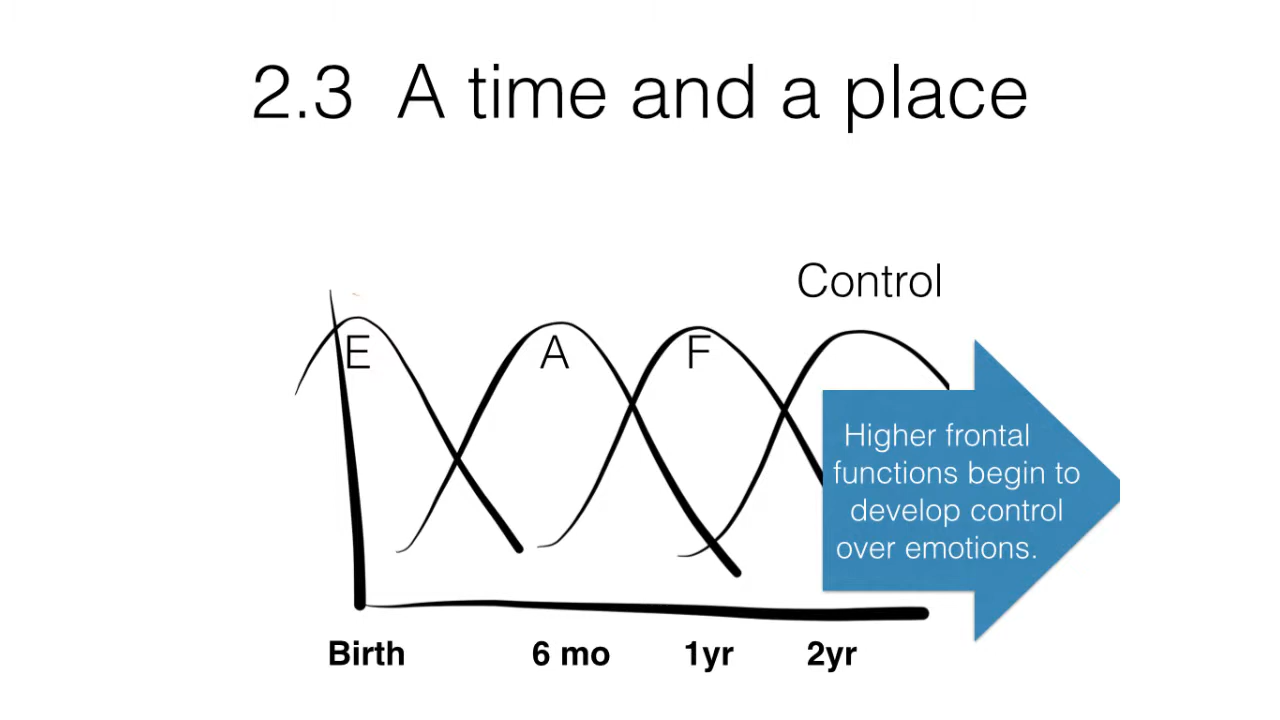 2.3 A time and a place
Control
E A F
Higher frontal
functions begin to
develop control
over emotions.
Birth 6 mo 1yr 2yr